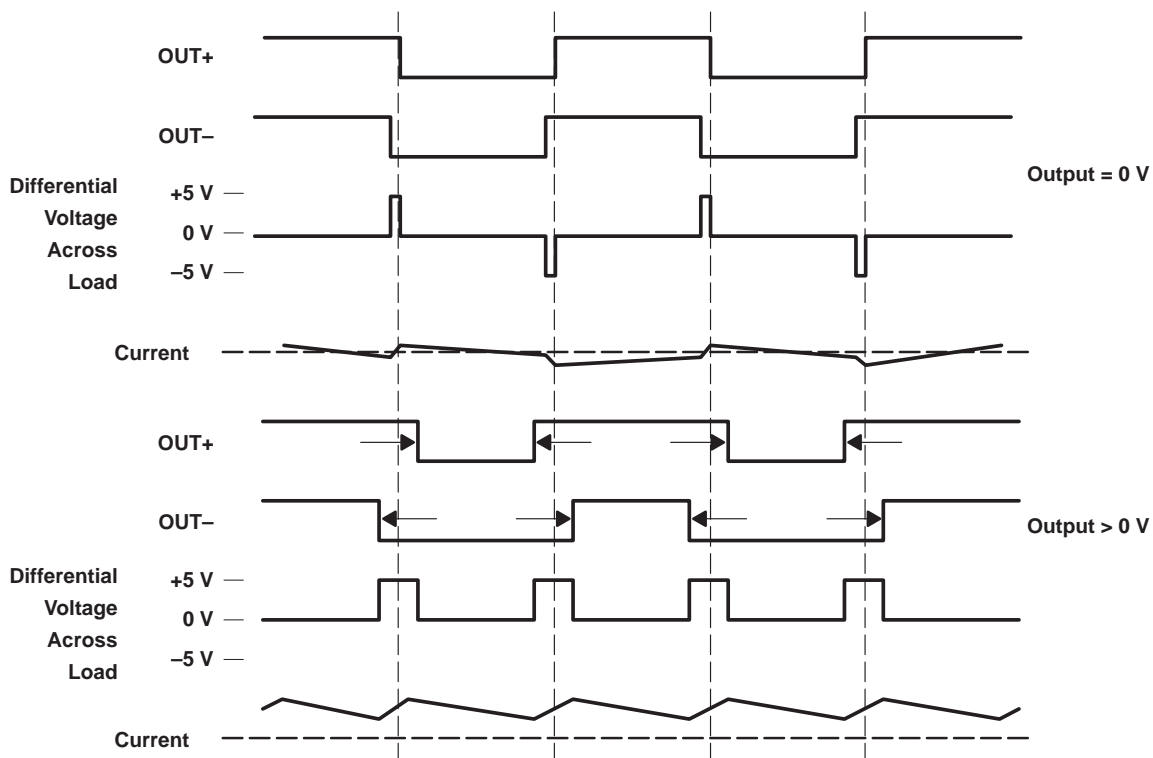 OUT+
OUT–
Output = 0 V
Differential
Voltage
Across
Load
+5 V
0 V
–5 V
Current
OUT+
OUT–
Output > 0 V
Differential
Voltage
Across
Load
+5 V
0 V
–5 V
Current